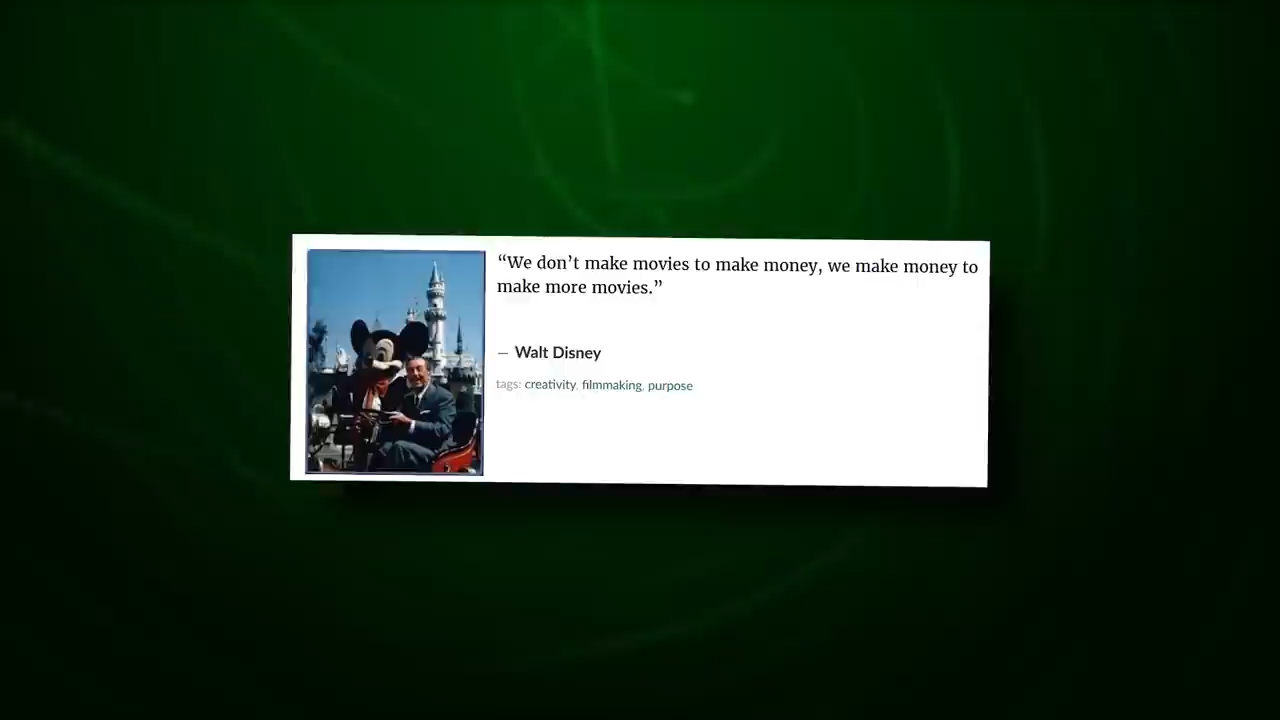 “We don’t make movies to make money, we make money to
make more movies.”
— Walt Disney
tags: creativity, filmmaking, purpose